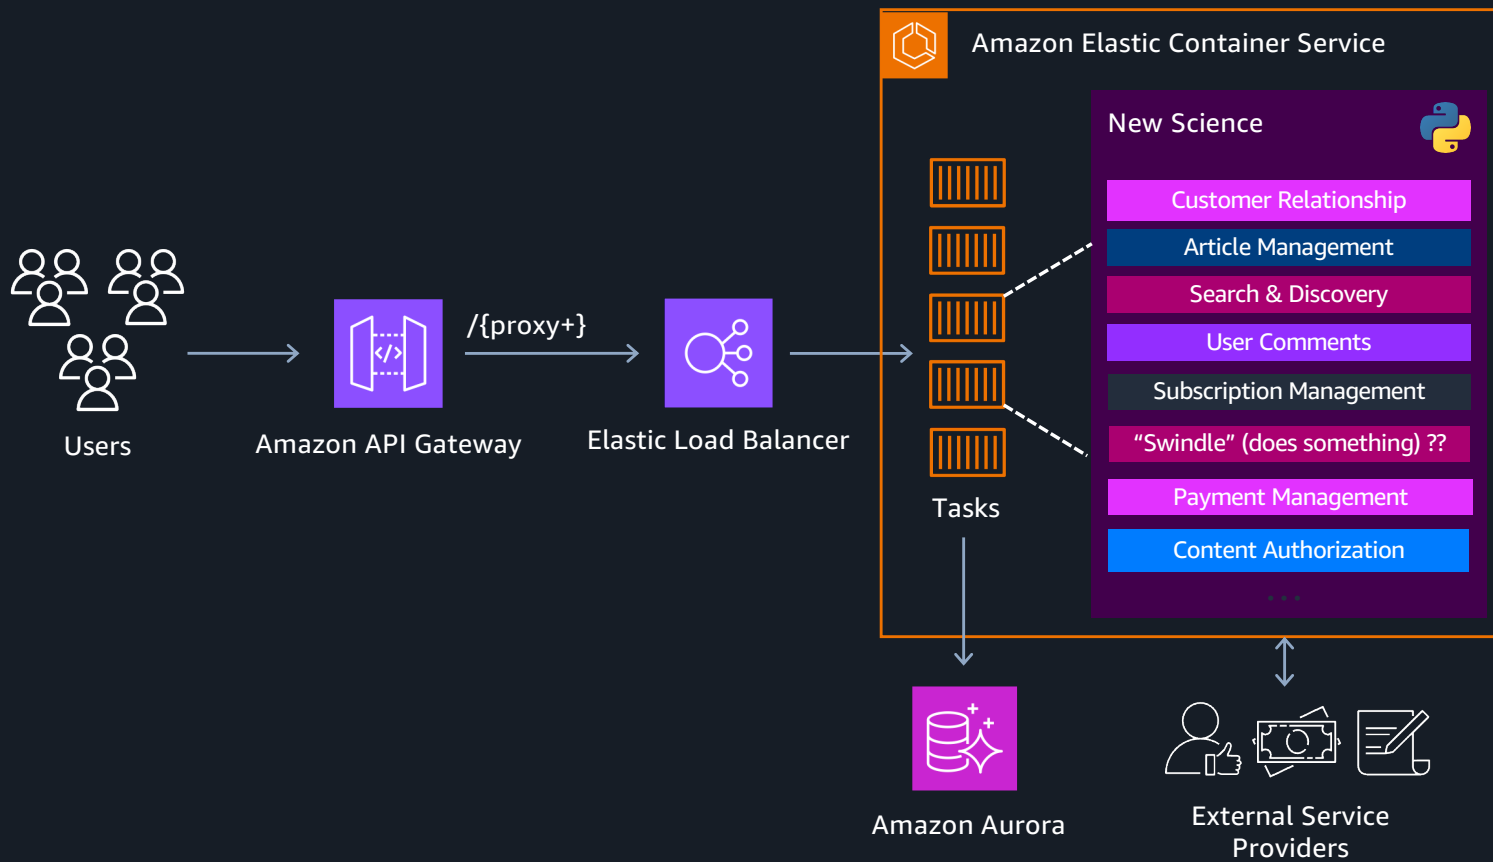 Amazon Elastic Container Service
New Science
Customer Relationship
Article Management
Search & Discovery
User Comments
Subscription Management
“Swindle” (does something) ??
Payment Management
Content Authorization
...
/{proxy+}
</>
Users
Amazon API Gateway
Elastic Load Balancer
Tasks
Amazon Aurora
External Service
Providers